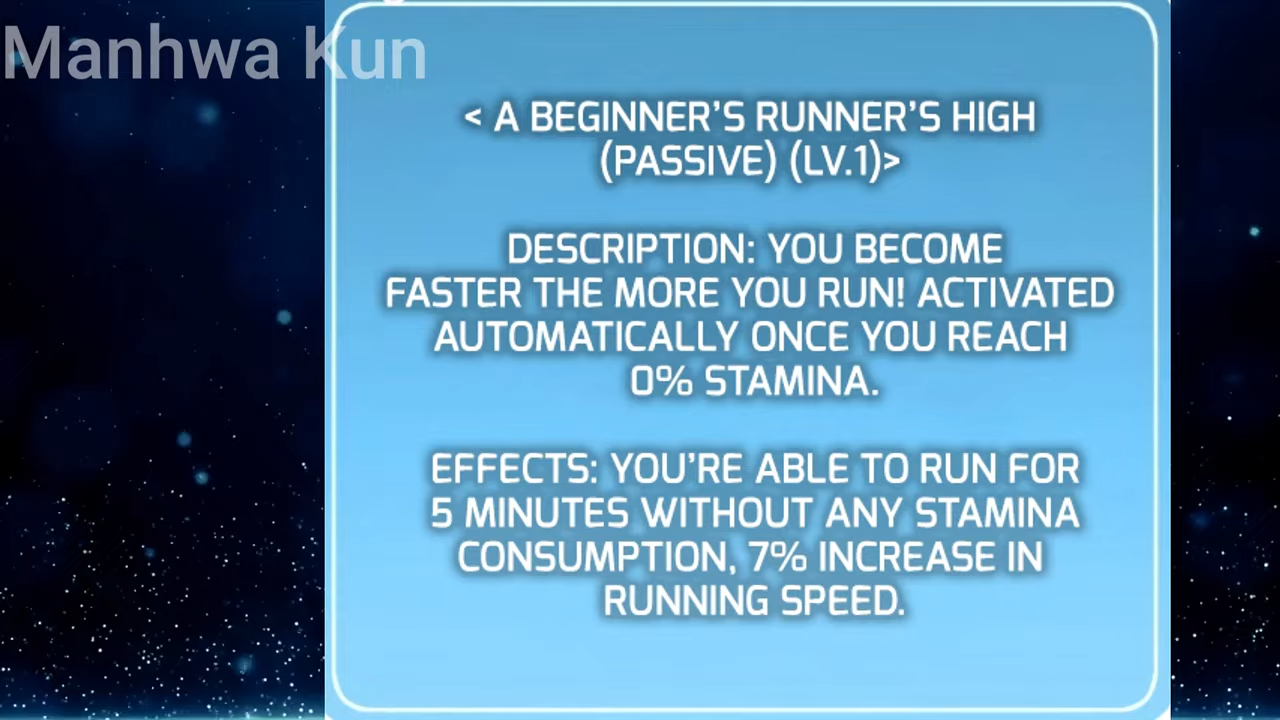 Manhwa Kun
< A BEGINNER'S RUNNER'S HIGH
(PASSIVE) (LV.1)>
DESCRIPTION: YOU BECOME
FASTER THE MORE YOU RUN! ACTIVATED
AUTOMATICALLY ONCE YOU REACH
0% STAMINA.
EFFECTS: YOU'RE ABLE TO RUN FOR
5 MINUTES WITHOUT ANY STAMINA
CONSUMPTION, 7% INCREASE IN
RUNNING SPEED.